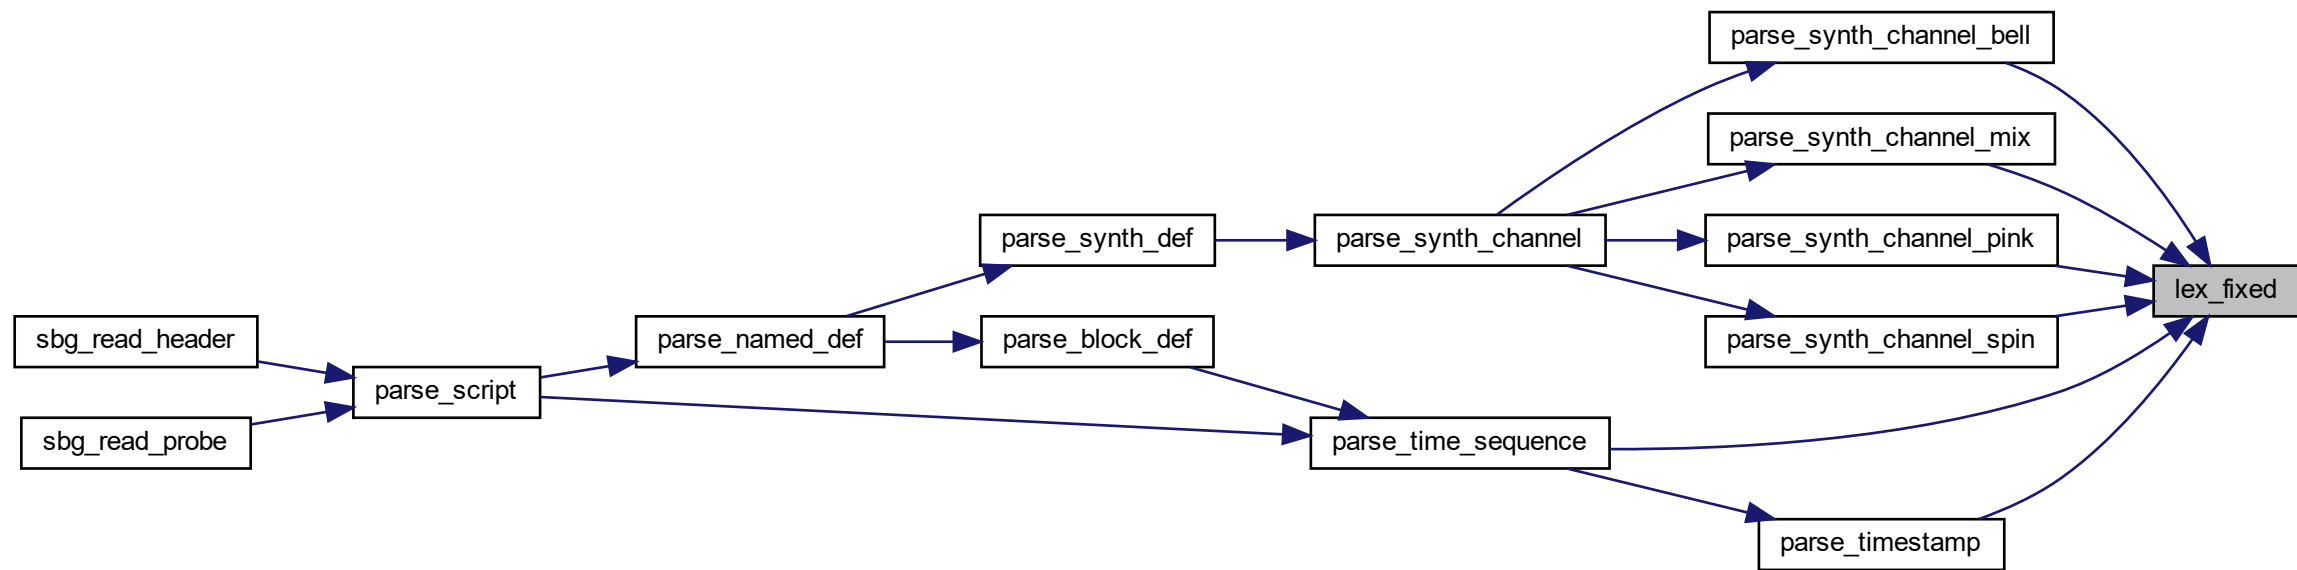 parse_synth_channel_bell
parse_synth_channel_mix
parse_synth_def
parse_synth_channel
parse_synth_channel_pink
lex_fixed
sbg_read_header
parse_named_def
parse_block_def
parse_synth_channel_spin
parse_script
sbg_read_probe
parse_time_sequence
parse_timestamp